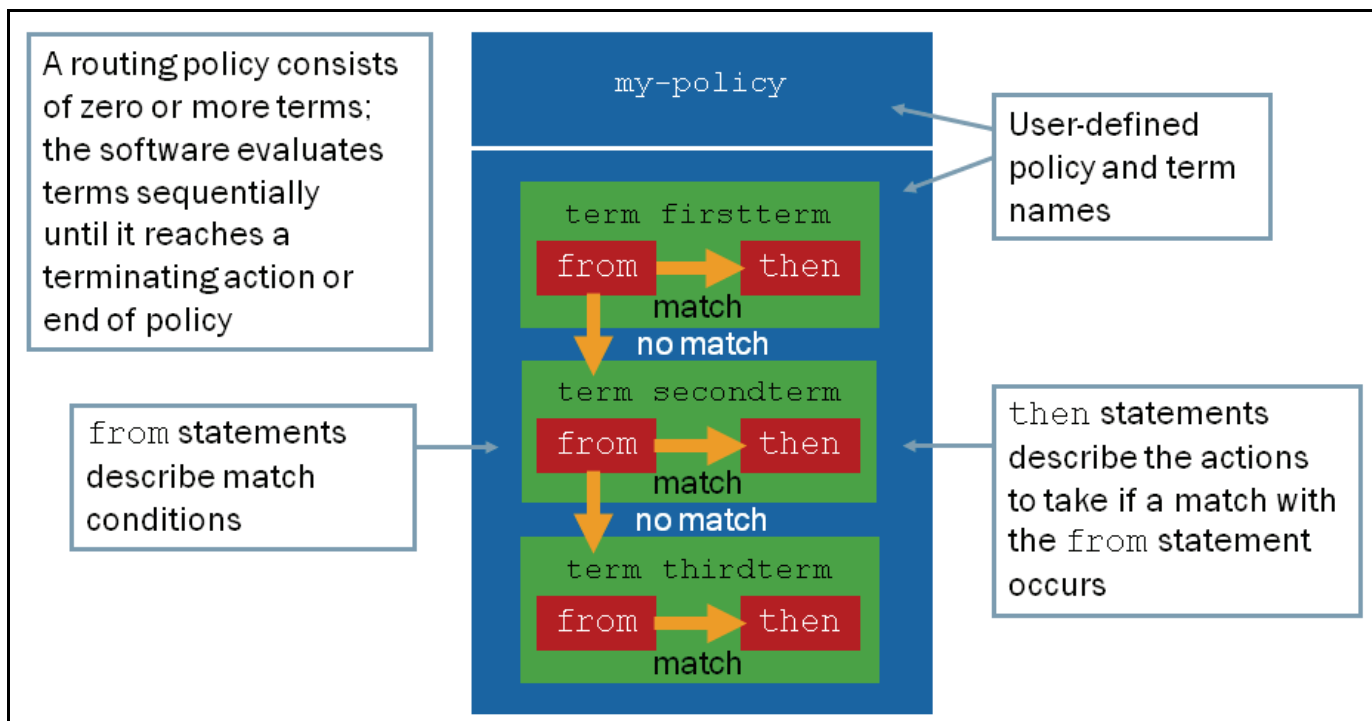 A routing policy consists
of zero or more terms;
the software evaluates
terms sequentially
until it reaches a
terminating action or
end of policy
my-policy
User-defined
policy and term
names
term firstterm
from
then
match
no match
term secondterm
from
then
match
no match
term thirdterm
from
then
match
from statements
describe match
conditions
then statements
describe the actions
to take if a match with
the from statement
occurs